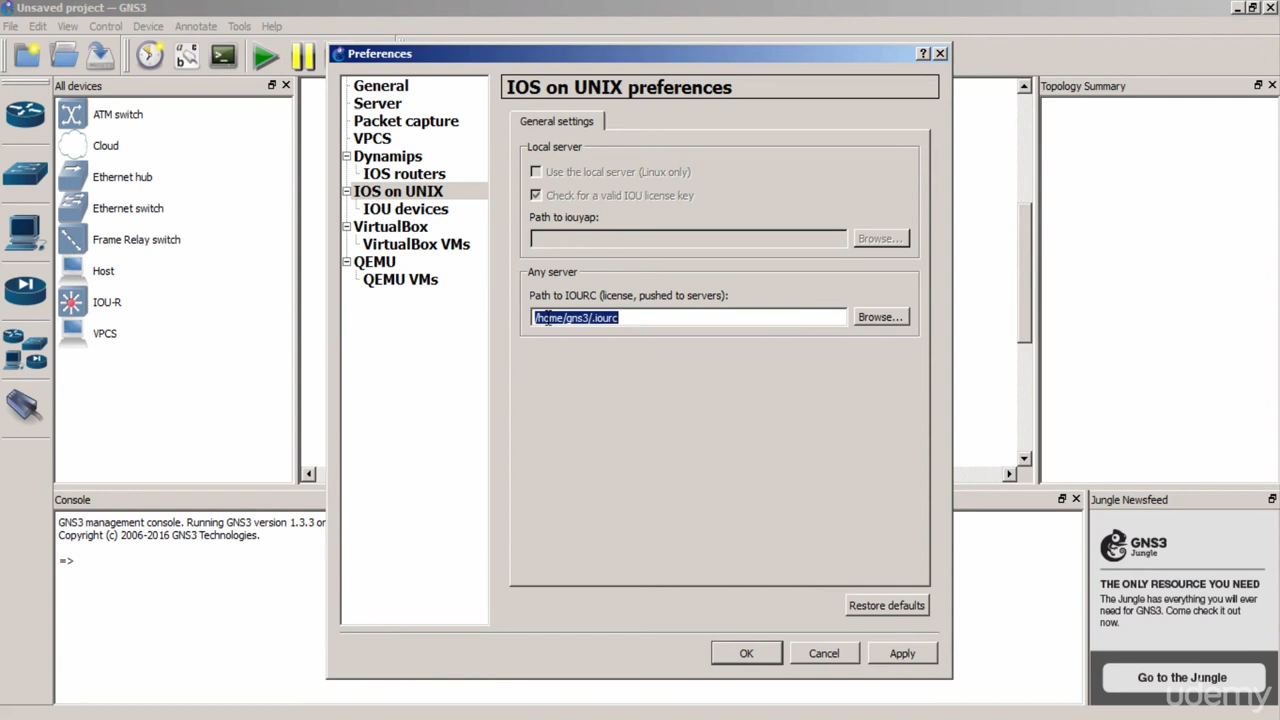 Unsaved project — GNS3
File Edit View Control Device Annotate Tools Help
All devices
ATM switch
Cloud
Ethernet hub
Ethernet switch
Frame Relay switch
Host
IOU-R
VPCS
Preferences
General
Server
Packet capture
VPCS
Dynamips
IOS routers
IOS on UNIX
IOU devices
VirtualBox
VirtualBox VMs
QEMU
QEMU VMs
IOS on UNIX preferences
General settings
Local server
Use the local server (Linux only)
Check for a valid IOU license key
Path to iouyap:
Browse...
Any server
Path to IOURC (license, pushed to servers):
/home/gns3/.iourc
Browse...
Restore defaults
OK Cancel Apply
Topology Summary
Console
GNS3 management console. Running GNS3 version 1.3.3 on
Copyright (c) 2006-2016 GNS3 Technologies.
=>
Jungle Newsfeed
GNS3
Jungle
THE ONLY RESOURCE YOU NEED
The Jungle has everything you will ever
need for GNS3. Come check it out
now.
Go to the Jungle
udemy